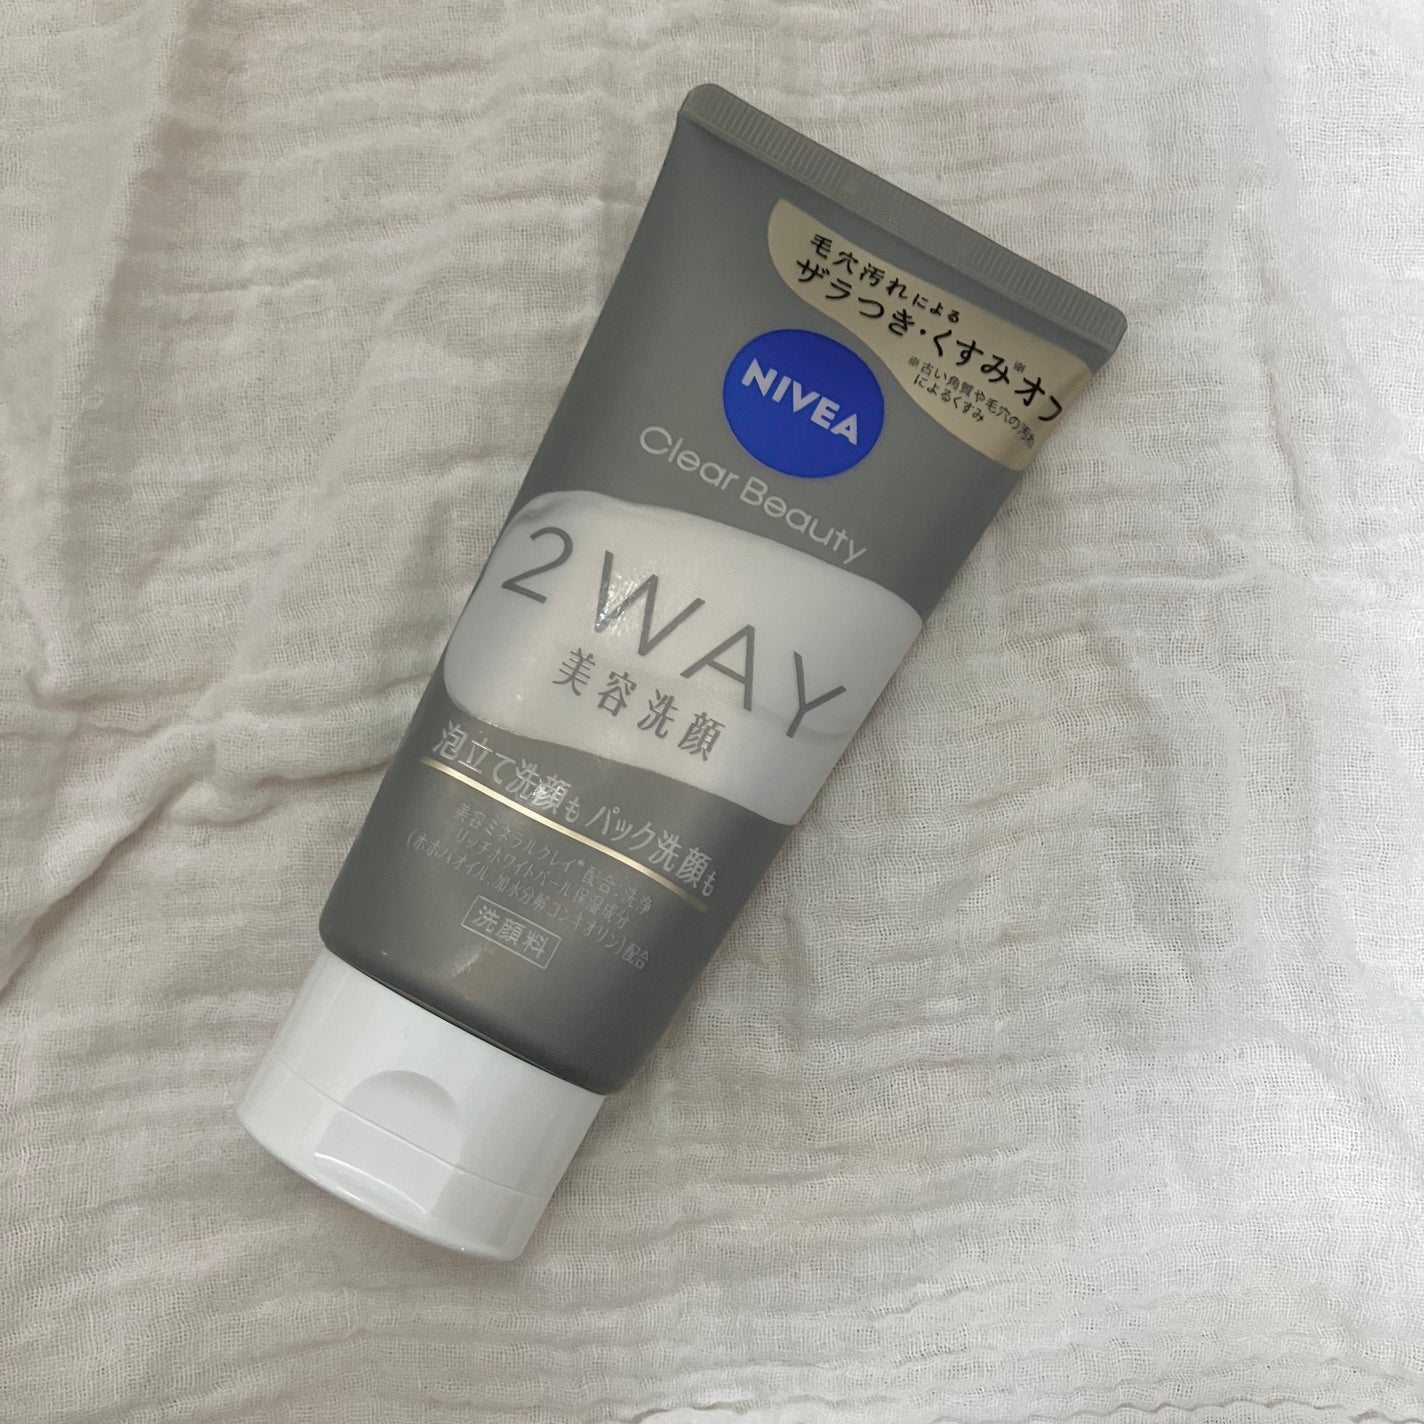 毛穴汚れによる
ザラつき・くすみ※オフ
※古い角質や毛穴の汚れ
によるくすみ
NIVEA
Clear Beauty
2WAY
美容洗顔
泡立て洗顔も パック洗顔も
美容ミネラルクレイ*配合:洗浄
リッチホワイトパール保湿成分
(ホホバオイル、加水分解コンキオリン)配合
洗顔料